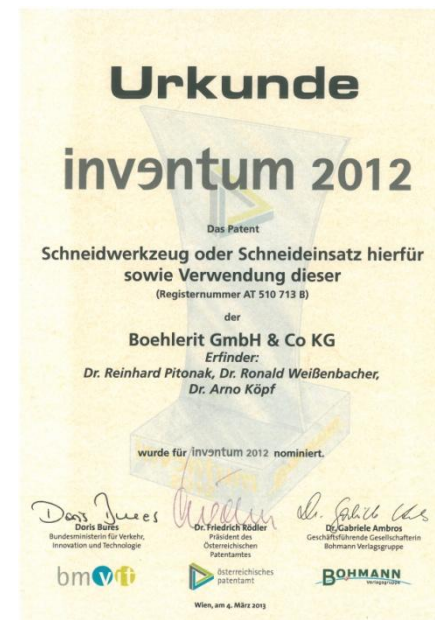 Urkunde
inventum 2012
Das Patent
Schneidwerkzeug oder Schneideinsatz hierfür
sowie Verwendung dieser
(Registernummer AT 510 713 B)
der
Boehlerit GmbH & Co KG
Erfinder:
Dr. Reinhard Pitonak, Dr. Ronald Weißenbacher,
Dr. Arno Köpf
wurde für inventum 2012 nominiert.
Doris Bures
Doris Bures
Bundesministerin für Verkehr,
Innovation und Technologie
Dr. Friedrich Rödler
Präsident des
Österreichischen
Patentamtes
Dr. Gabriele Ambros
Geschäftsführende Gesellschafterin
Bohmann Verlagsgruppe
bmvit
österreichisches
patentamt
BOHMANN
Verlagsgruppe
Wien, am 4. März 2013